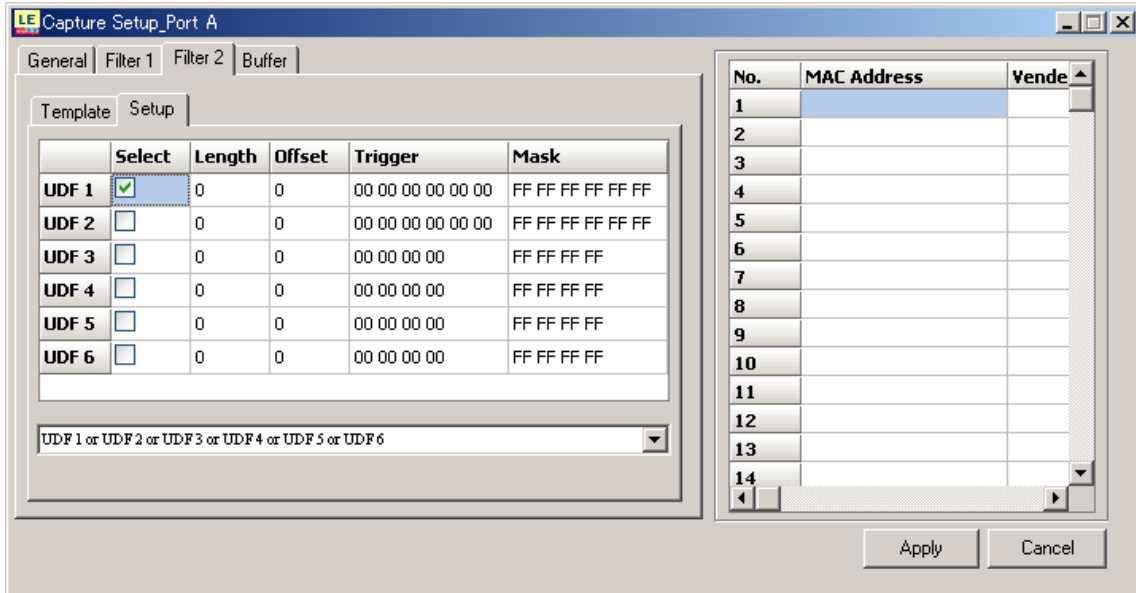 LE Capture Setup_Port A
General Filter 1 Filter 2 Buffer
Template Setup
Select Length Offset Trigger Mask
UDF 1 0 0 00 00 00 00 00 00 FF FF FF FF FF FF
UDF 2 0 0 00 00 00 00 00 00 FF FF FF FF FF FF
UDF 3 0 0 00 00 00 00 FF FF FF FF
UDF 4 0 0 00 00 00 00 FF FF FF FF
UDF 5 0 0 00 00 00 00 FF FF FF FF
UDF 6 0 0 00 00 00 00 FF FF FF FF
UDF 1 or UDF 2 or UDF 3 or UDF 4 or UDF 5 or UDF 6
No. MAC Address Vende
1
2
3
4
5
6
7
8
9
10
11
12
13
14
Apply Cancel